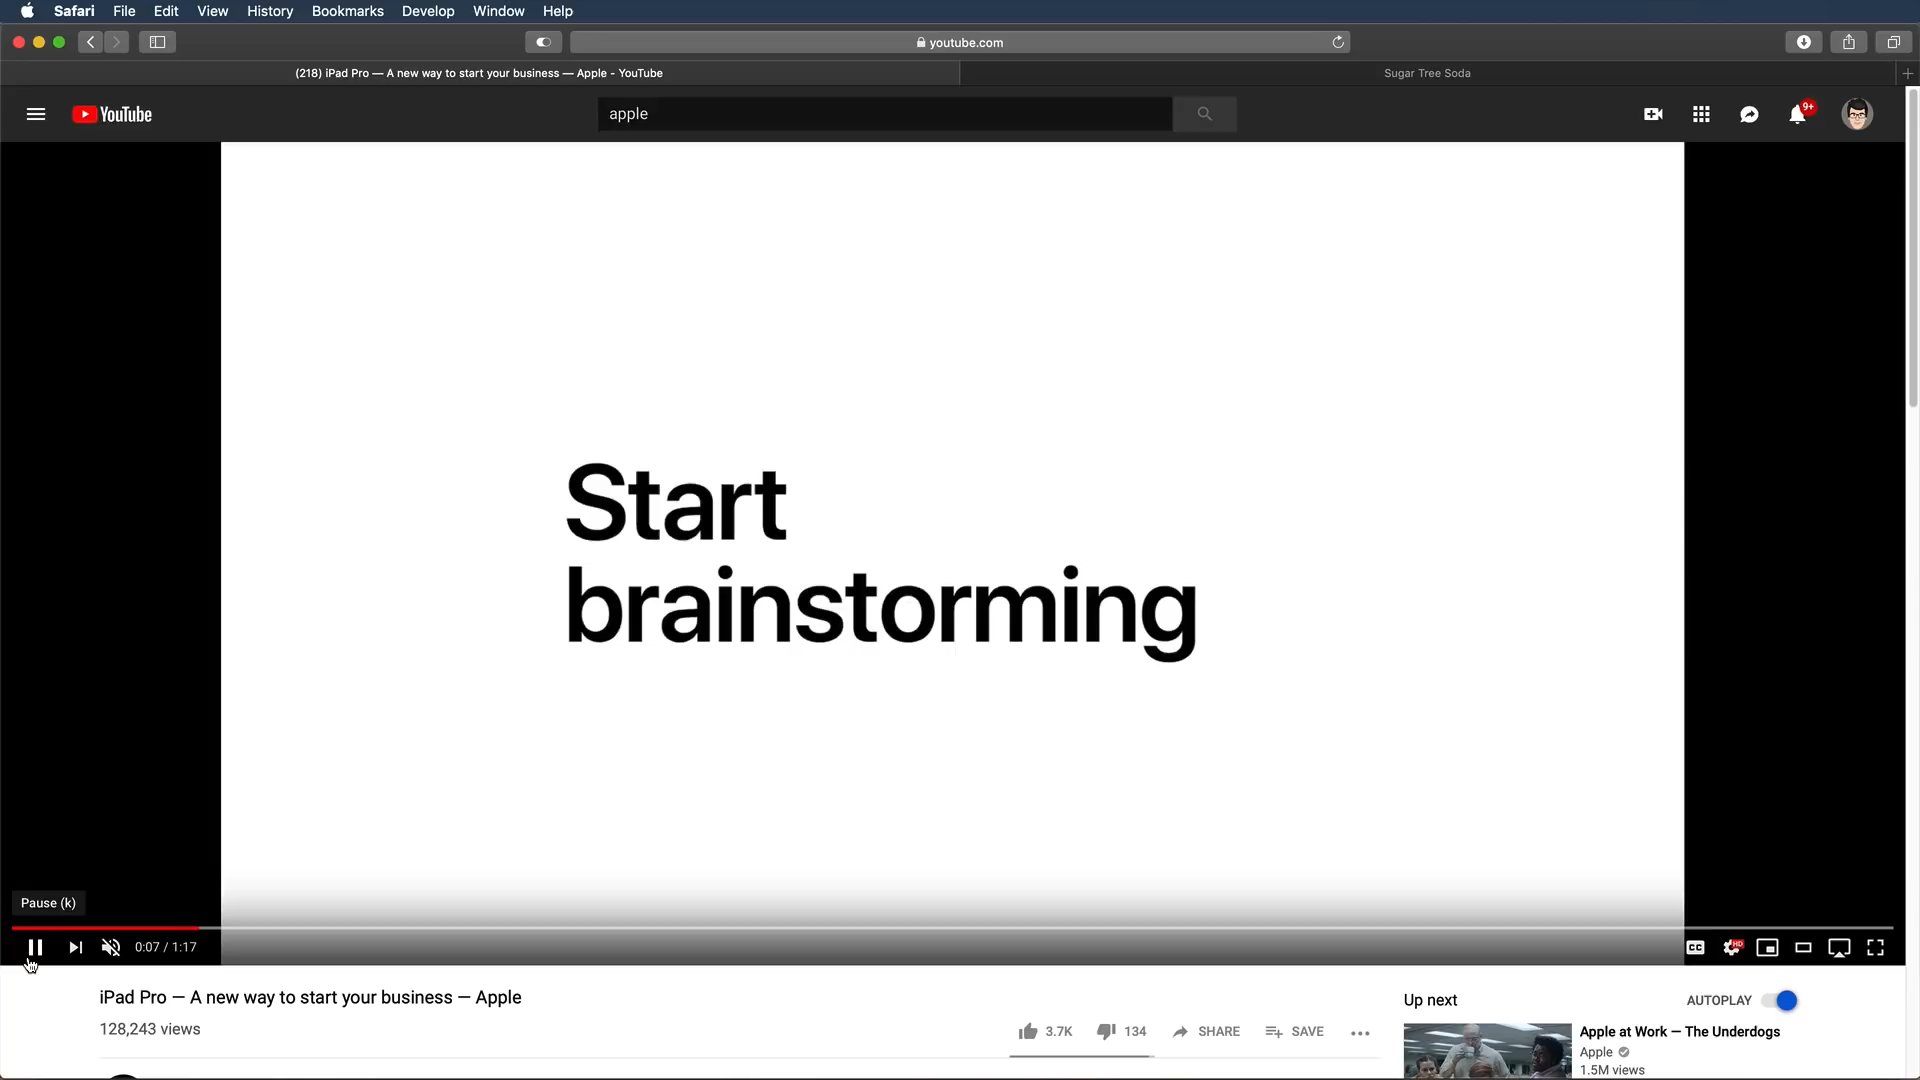 Safari File Edit View History Bookmarks Develop Window Help
youtube.com
(218) iPad Pro — A new way to start your business — Apple - YouTube
Sugar Tree Soda
YouTube
apple
9+
Start
brainstorming
Pause (k)
0:07 / 1:17
CC
HD
iPad Pro — A new way to start your business — Apple
128,243 views
3.7K
134
SHARE
SAVE
Up next
AUTOPLAY
Apple at Work — The Underdogs
Apple
1.5M views